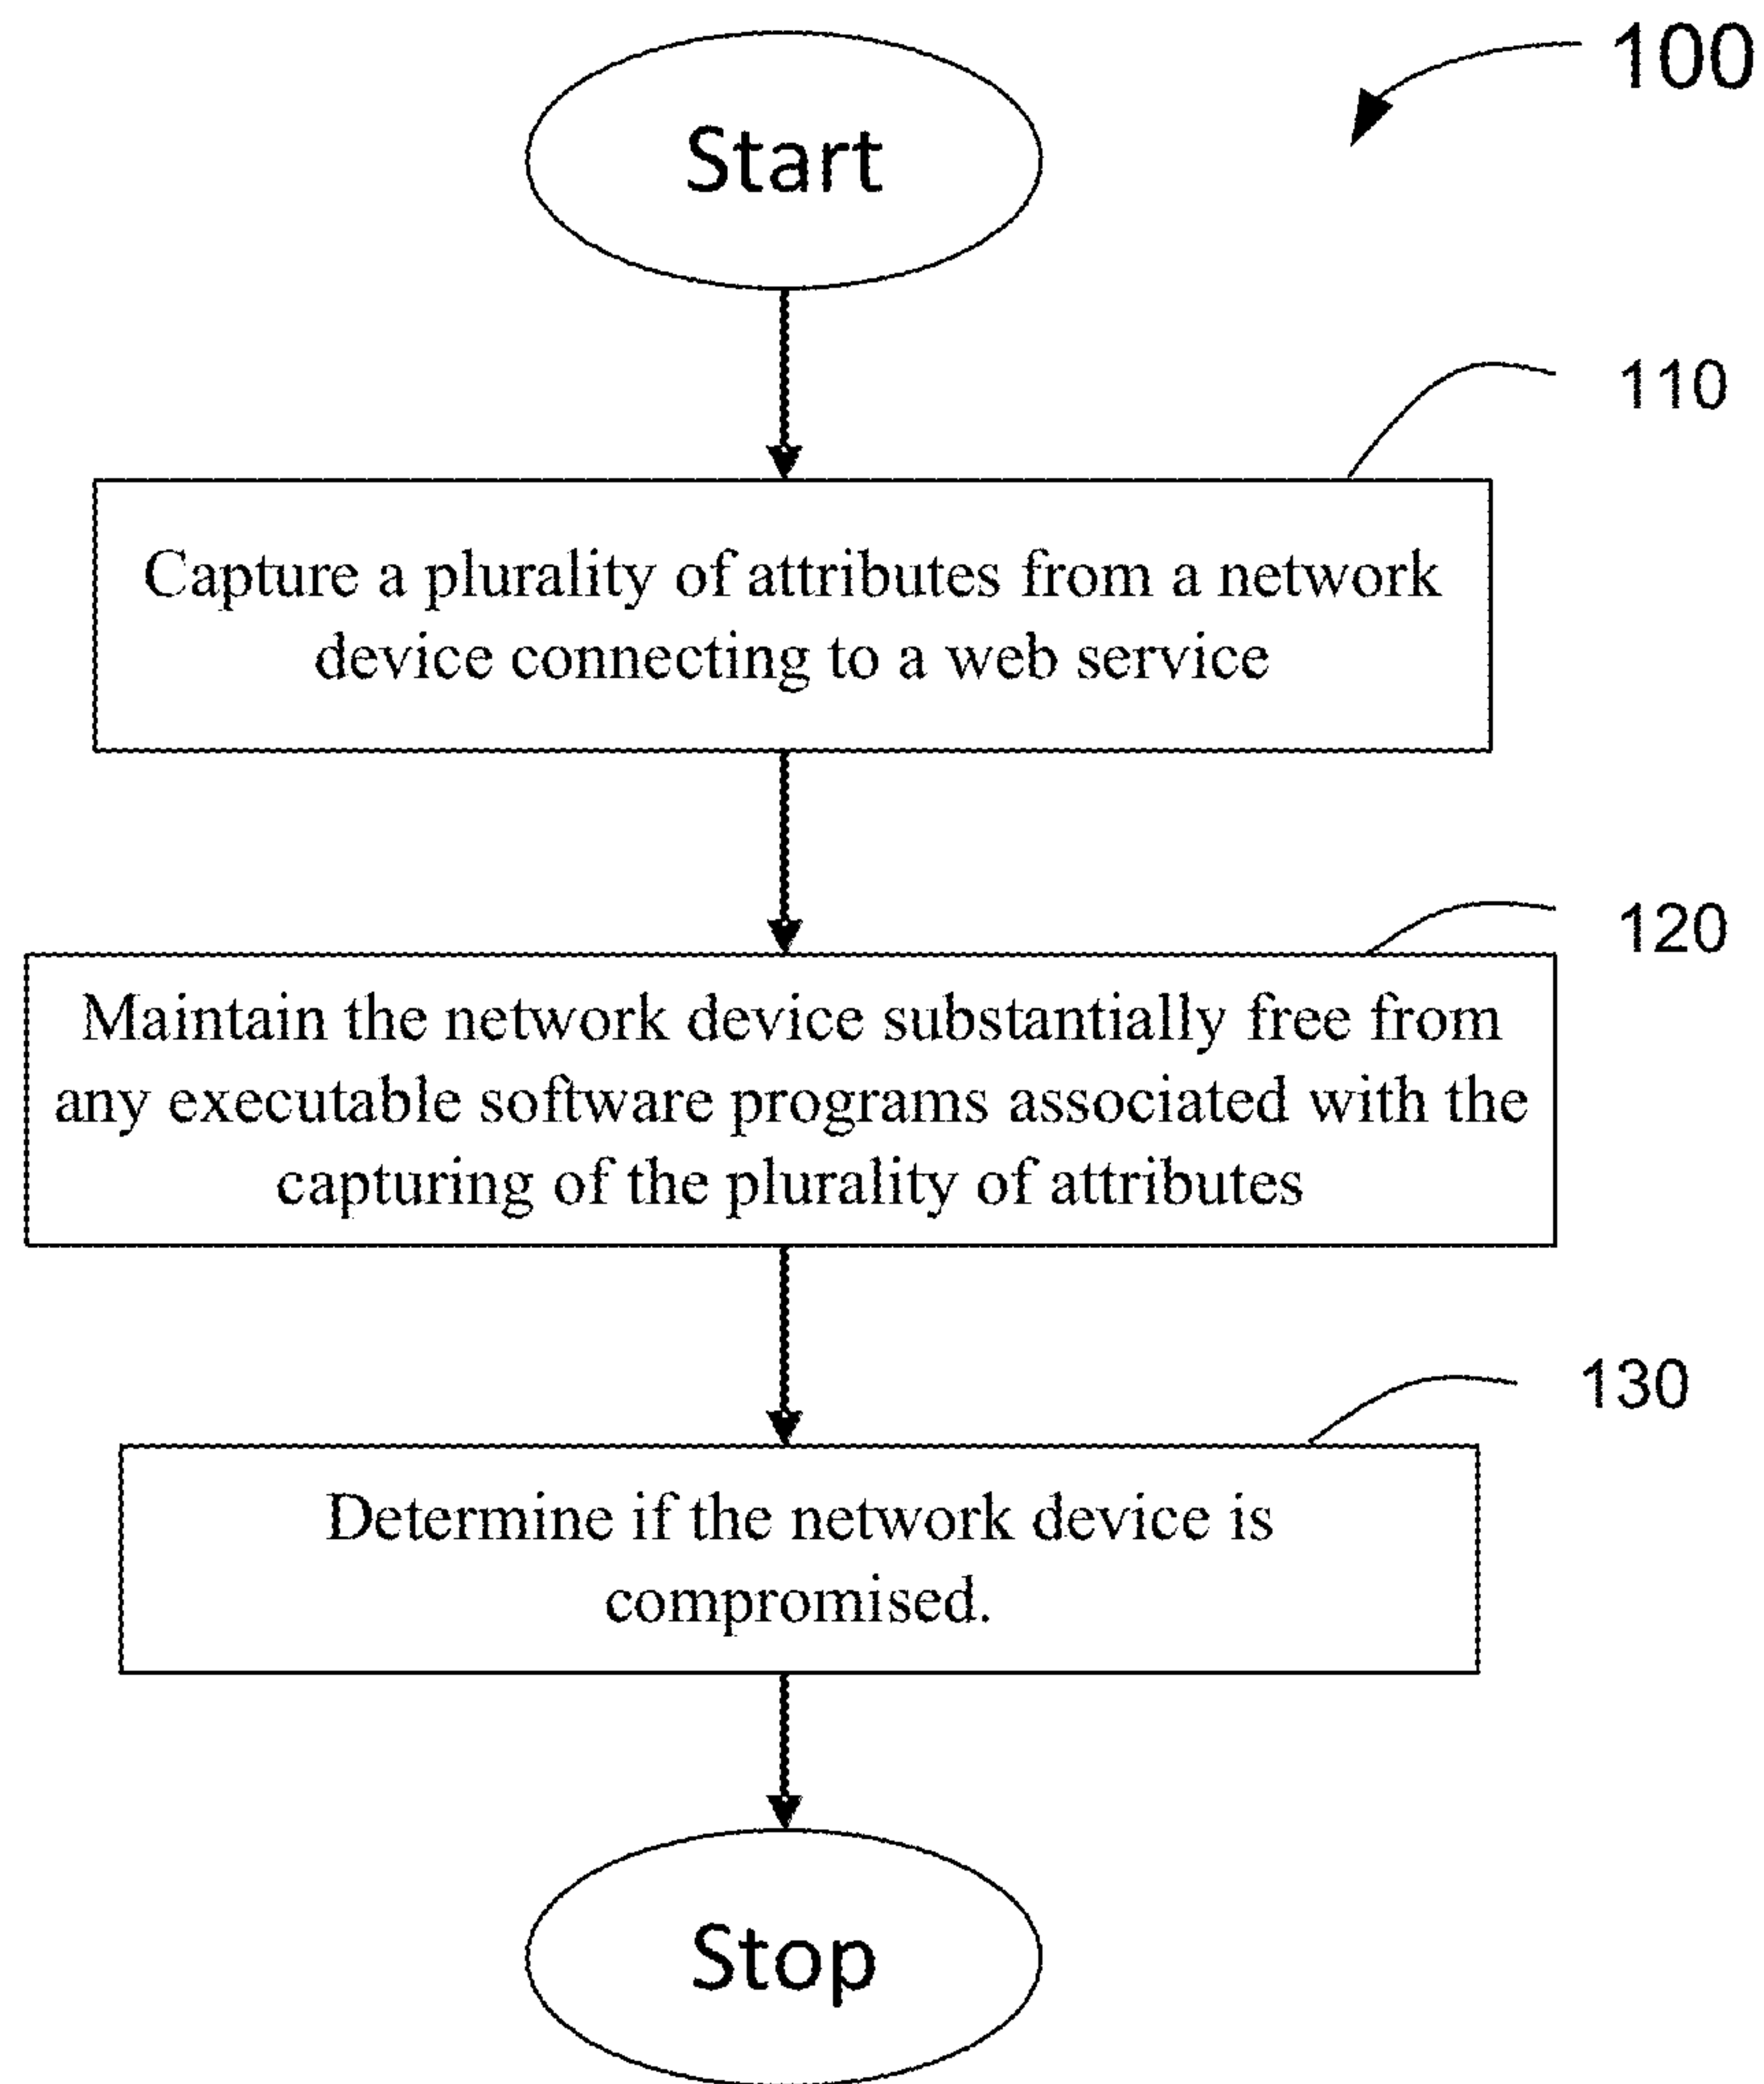 100
Start
110
Capture a plurality of attributes from a network
device connecting to a web service
120
Maintain the network device substantially free from
any executable software programs associated with the
capturing of the plurality of attributes
130
Determine if the network device is
compromised.
Stop